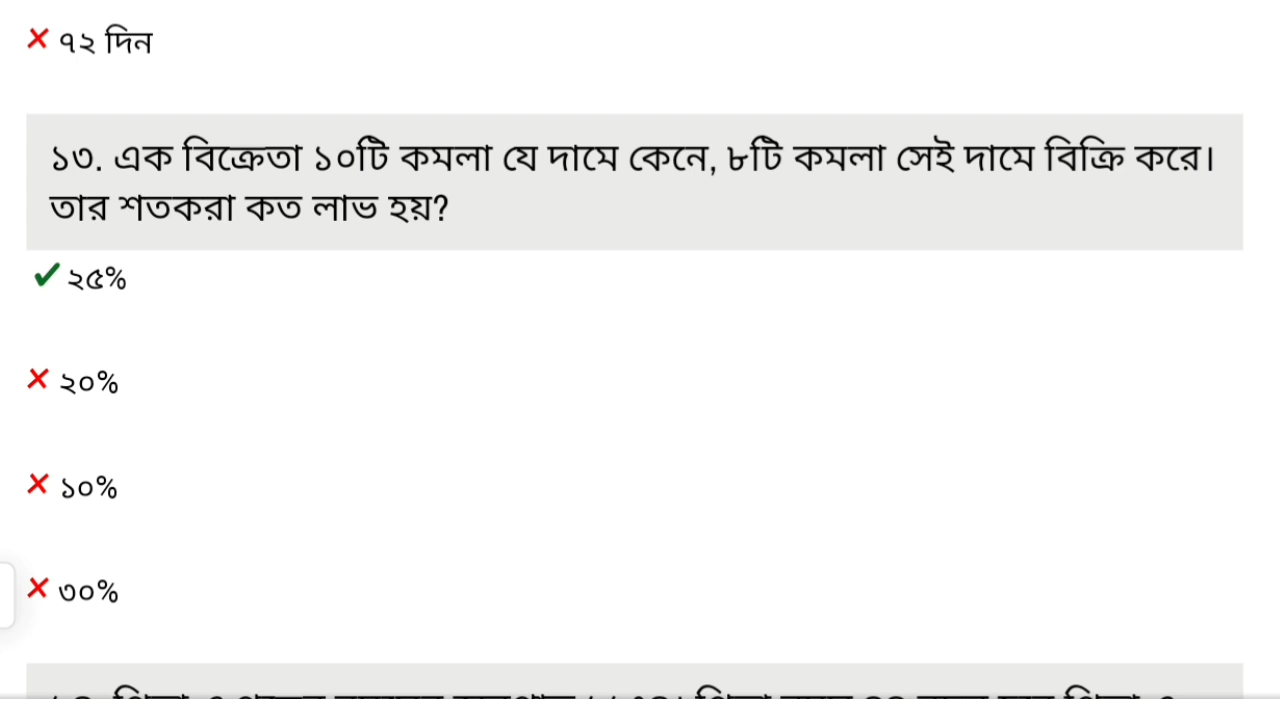 ✗ ৭২ দিন
১৩. এক বিক্রেতা ১০টি কমলা যে দামে কেনে, ৮টি কমলা সেই দামে বিক্রি করে।
তার শতকরা কত লাভ হয়?
✔ ২৫%
✗ ২০%
✗ ১০%
✗ ৩০%